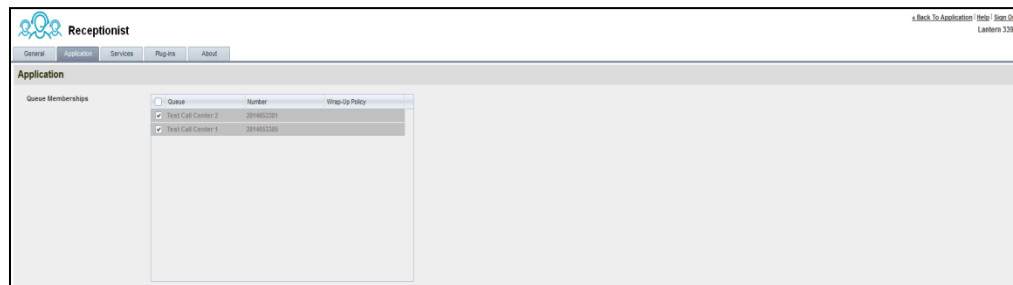 « Back To Application | Help | Sign O
Receptionist
Lantern 339
General Application Services Plug-ins About
Application
Queue Memberships
Queue Number Wrap-Up Policy
Test Call Center 2
Test Call Center 1